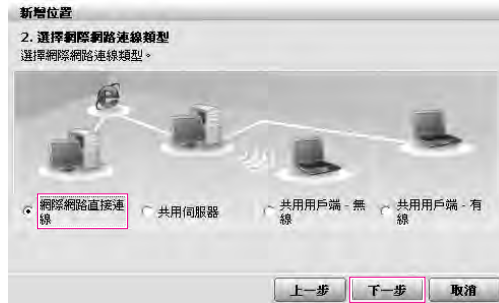 新增位置
2. 選擇網際網路連線類型
選擇網際網路連線類型。
網際網路直接連
線
共用伺服器
共用用戶端 - 無
線
共用用戶端 - 有
線
上一步
下一步
取消